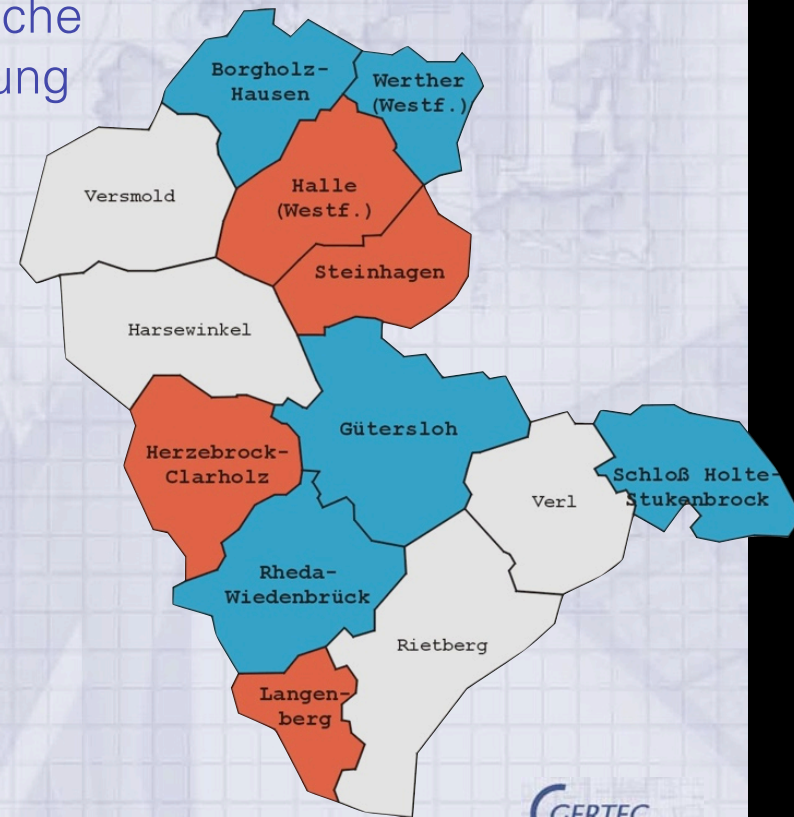 che
ung
Borgholz-
Hausen
Werther
(Westf.)
Versmold
Halle
(Westf.)
Steinhagen
Harsewinkel
Gütersloh
Herzebrock-
Clarholz
Schloß Holte-
Stukenbrock
Verl
Rheda-
Wiedenbrück
Rietberg
Langen-
berg
GERTEC